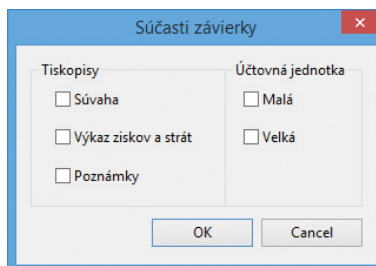 Súčasti závierky
Tiskopisy
Súvaha
Výkaz ziskov a strát
Poznámky
Účtovná jednotka
Malá
Velká
OK
Cancel